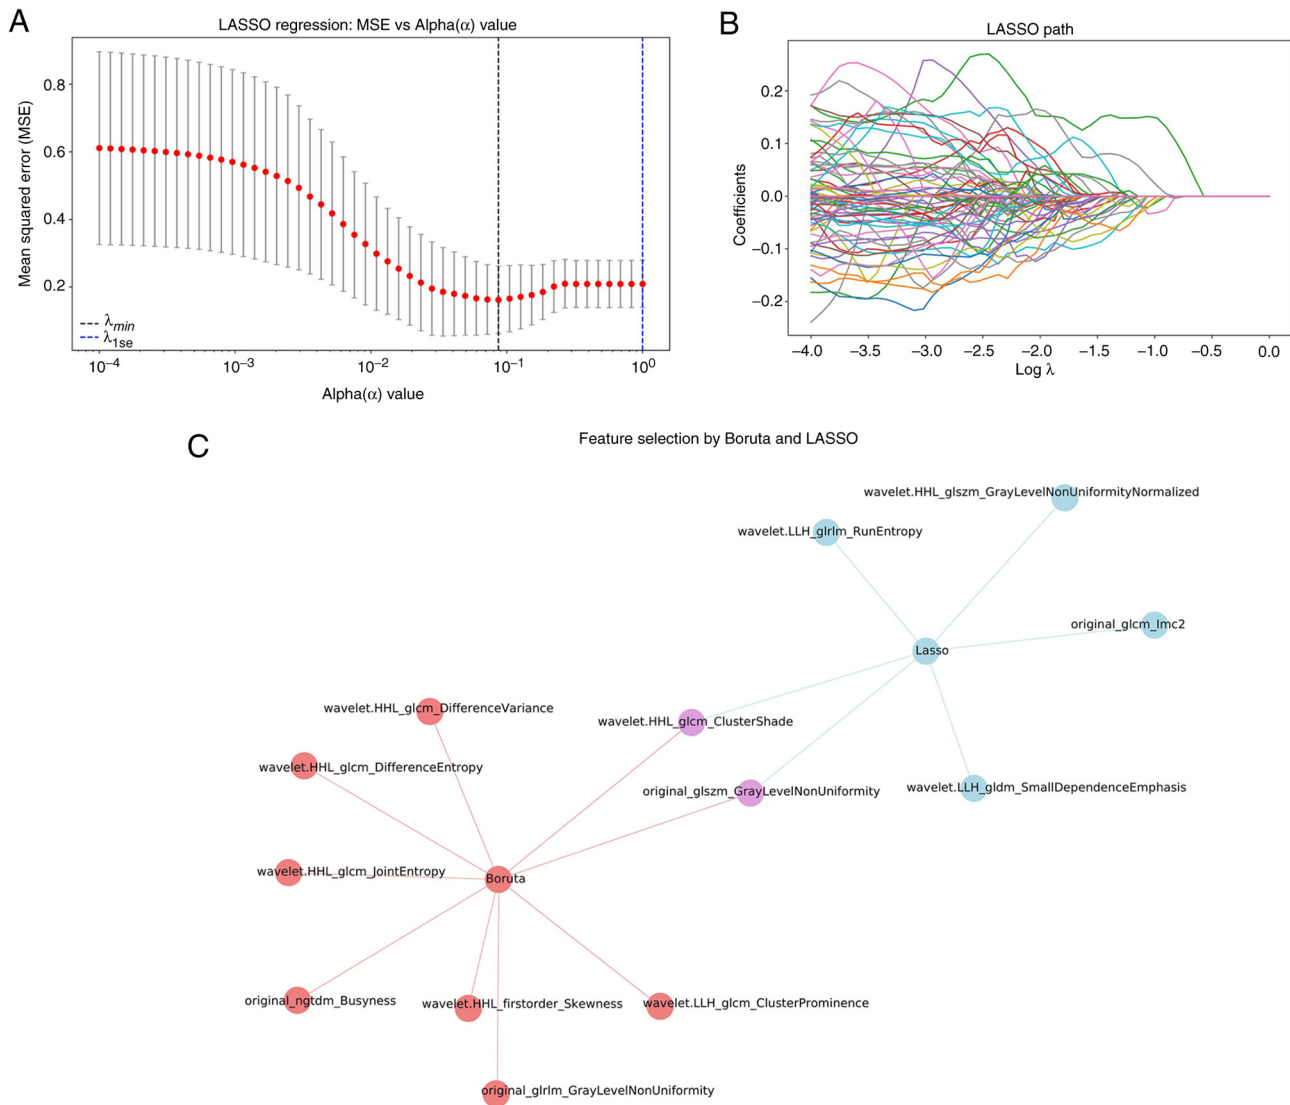 A
LASSO regression: MSE vs Alpha(α) value
Mean squared error (MSE)
0.8
0.6
0.4
0.2
λmin
λ1se
10⁻⁴
10⁻³
10⁻²
10⁻¹
10⁰
Alpha(α) value
B
LASSO path
Coefficients
0.2
0.1
0.0
−0.1
−0.2
−4.0
−3.5
−3.0
−2.5
−2.0
−1.5
−1.0
−0.5
0.0
Log λ
C
Feature selection by Boruta and LASSO
wavelet.HHL_glszm_GrayLevelNonUniformityNormalized
wavelet.LLH_glrlm_RunEntropy
original_glcm_Imc2
Lasso
wavelet.HHL_glcm_DifferenceVariance
wavelet.HHL_glcm_ClusterShade
wavelet.HHL_glcm_DifferenceEntropy
original_glszm_GrayLevelNonUniformity
wavelet.LLH_gldm_SmallDependenceEmphasis
wavelet.HHL_glcm_JointEntropy
Boruta
original_ngtdm_Busyness
wavelet.HHL_firstorder_Skewness
wavelet.LLH_glcm_ClusterProminence
original_glrlm_GrayLevelNonUniformity